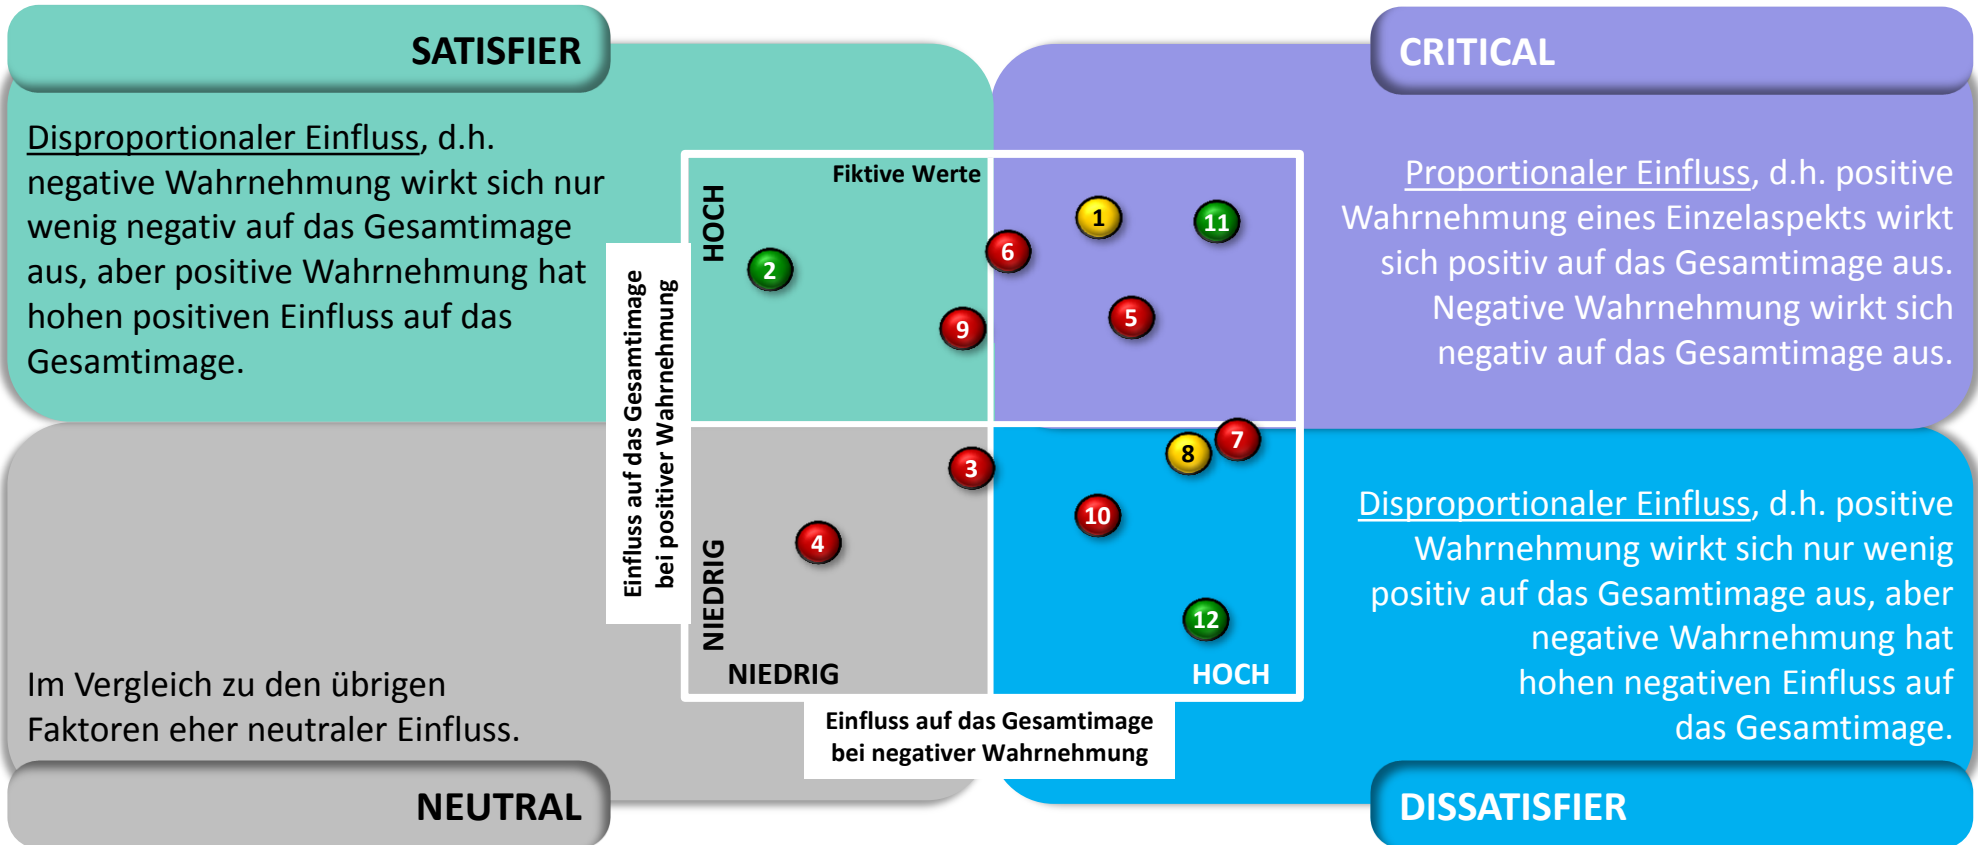 SATISFIER
Disproportionaler Einfluss, d.h.
negative Wahrnehmung wirkt sich nur
wenig negativ auf das Gesamtimage
aus, aber positive Wahrnehmung hat
hohen positiven Einfluss auf das
Gesamtimage.
CRITICAL
Proportionaler Einfluss, d.h. positive
Wahrnehmung eines Einzelaspekts wirkt
sich positiv auf das Gesamtimage aus.
Negative Wahrnehmung wirkt sich
negativ auf das Gesamtimage aus.
Einfluss auf das Gesamtimage
bei positiver Wahrnehmung
HOCH
NIEDRIG
Fiktive Werte
1
11
6
2
5
9
7
8
3
10
4
12
NIEDRIG
HOCH
Einfluss auf das Gesamtimage
bei negativer Wahrnehmung
Im Vergleich zu den übrigen
Faktoren eher neutraler Einfluss.
NEUTRAL
Disproportionaler Einfluss, d.h. positive
Wahrnehmung wirkt sich nur wenig
positiv auf das Gesamtimage aus, aber
negative Wahrnehmung hat
hohen negativen Einfluss auf
das Gesamtimage.
DISSATISFIER